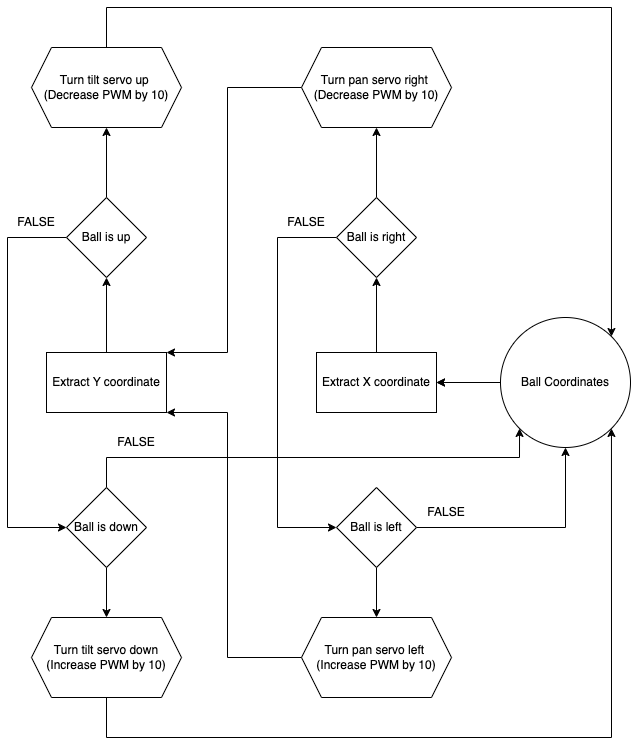 Turn tilt servo up
(Decrease PWM by 10)
Turn pan servo right
(Decrease PWM by 10)
FALSE
Ball is up
FALSE
Ball is right
Extract Y coordinate
Extract X coordinate
Ball Coordinates
FALSE
Ball is down
Ball is left
FALSE
Turn tilt servo down
(Increase PWM by 10)
Turn pan servo left
(Increase PWM by 10)